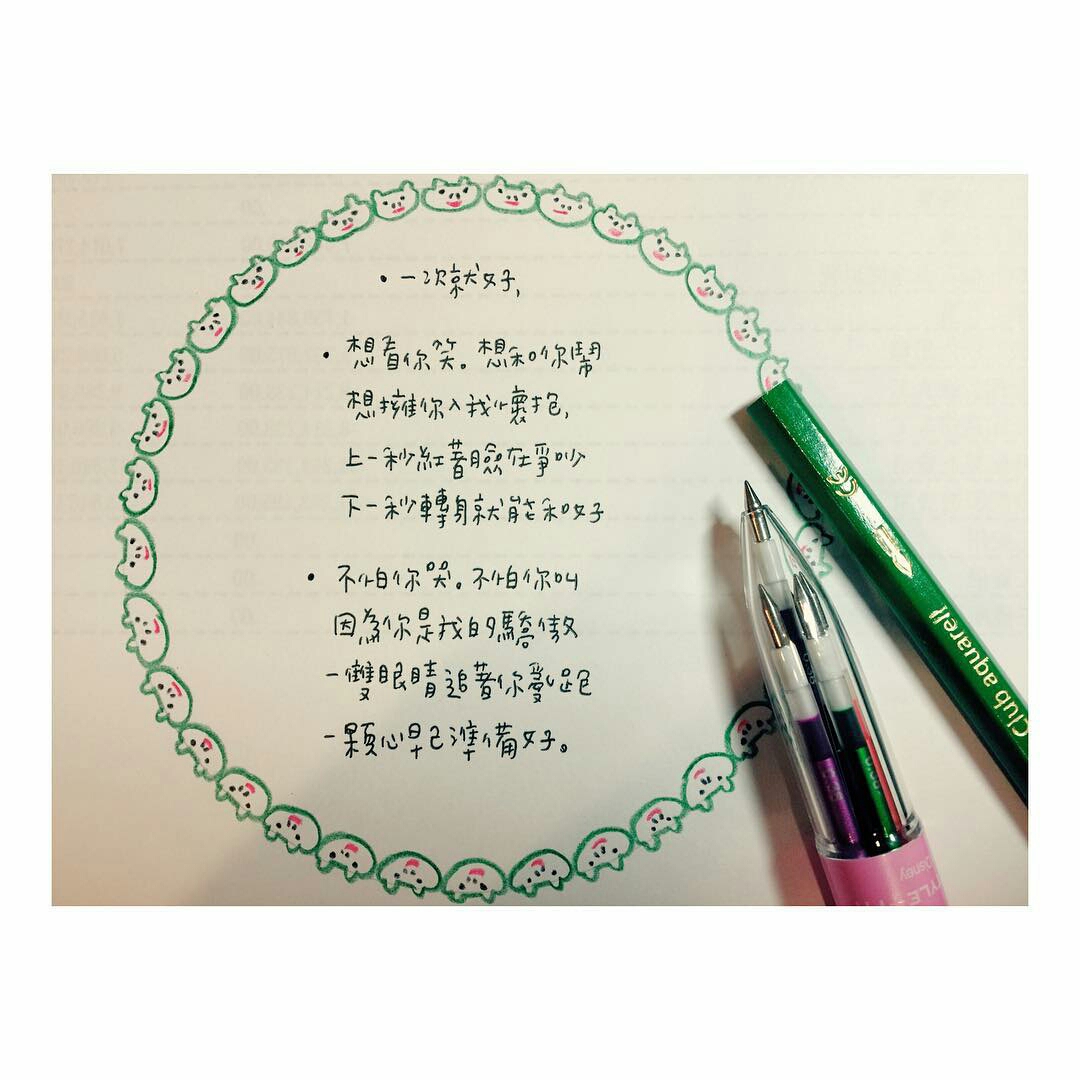 • 一次就好，
• 想看你笑。想和你鬧
想擁你入我懷抱，
上一秒紅著臉在爭吵
下一秒轉身就能和好
• 不怕你哭。不怕你叫
因為你是我的驕傲
一雙眼睛追著你亂跑
一顆心早已準備好。
Club aquarell
CE
Disney